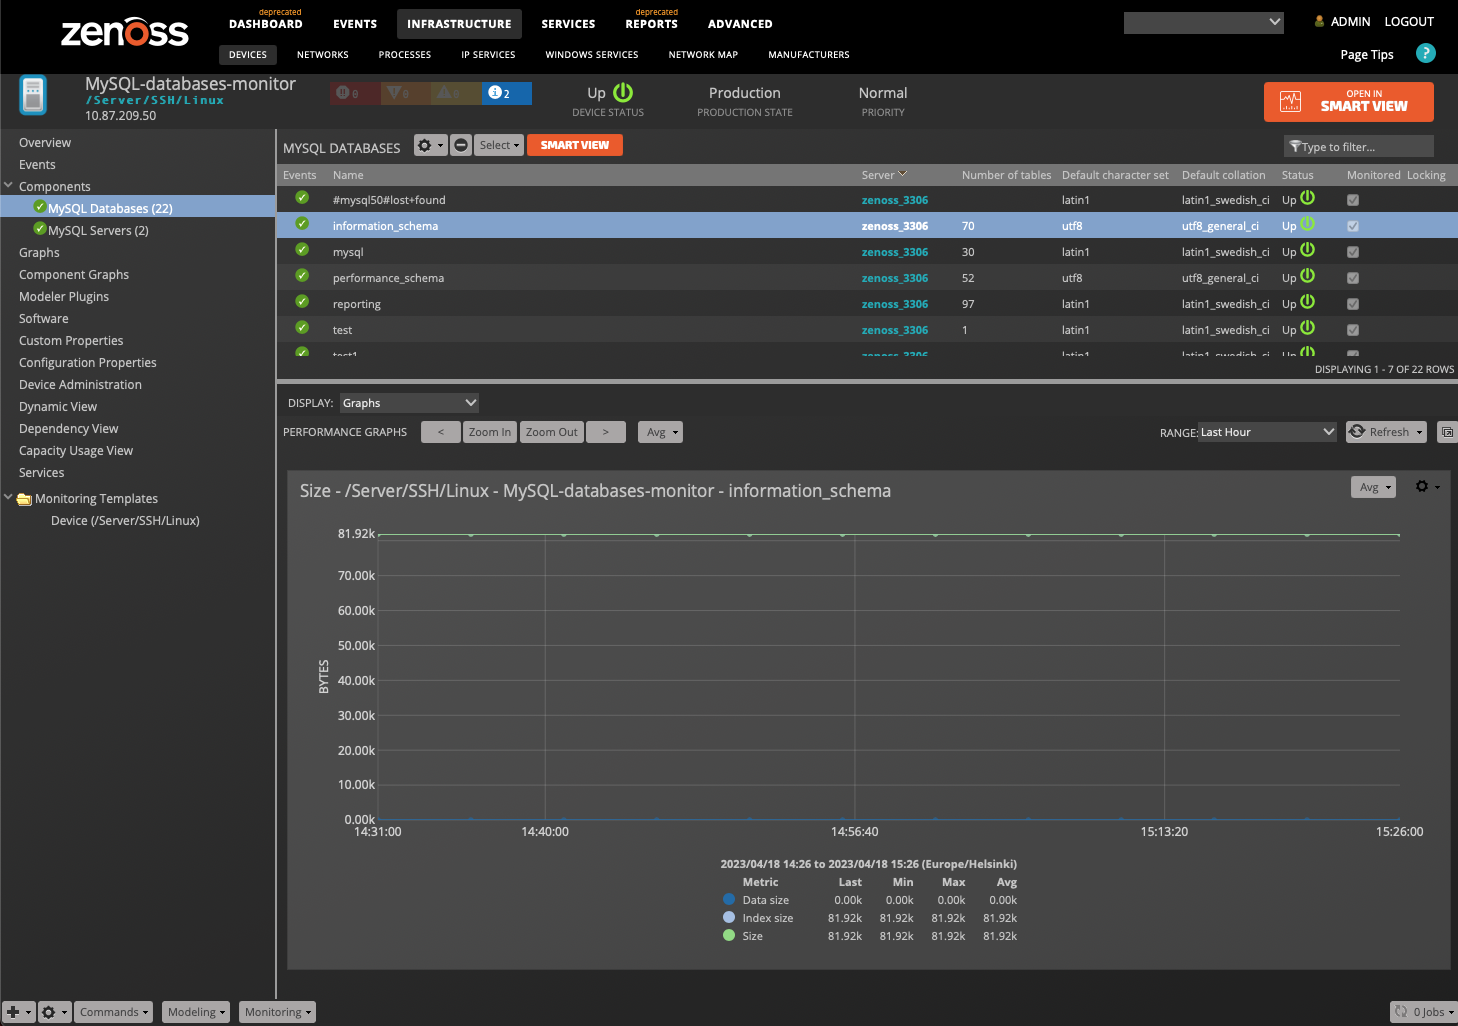 deprecated
deprecated
zenoss
DASHBOARD EVENTS INFRASTRUCTURE SERVICES REPORTS ADVANCED
ADMIN LOGOUT
DEVICES NETWORKS PROCESSES IP SERVICES WINDOWS SERVICES NETWORK MAP MANUFACTURERS
Page Tips ?
MySQL-databases-monitor
/Server/SSH/Linux
10.87.209.50
0 0 0 2
Up
DEVICE STATUS
Production
PRODUCTION STATE
Normal
PRIORITY
OPEN IN
SMART VIEW
Overview
Events
Components
MySQL Databases (22)
MySQL Servers (2)
Graphs
Component Graphs
Modeler Plugins
Software
Custom Properties
Configuration Properties
Device Administration
Dynamic View
Dependency View
Capacity Usage View
Services
Monitoring Templates
Device (/Server/SSH/Linux)
MYSQL DATABASES Select SMART VIEW Type to filter...
Events Name Server Number of tables Default character set Default collation Status Monitored Locking
#mysql50#lost+found zenoss_3306 latin1 latin1_swedish_ci Up
information_schema zenoss_3306 70 utf8 utf8_general_ci Up
mysql zenoss_3306 30 latin1 latin1_swedish_ci Up
performance_schema zenoss_3306 52 utf8 utf8_general_ci Up
reporting zenoss_3306 97 latin1 latin1_swedish_ci Up
test zenoss_3306 1 latin1 latin1_swedish_ci Up
test1 zenoss_3306 latin1 latin1_swedish_ci Up
DISPLAYING 1 - 7 OF 22 ROWS
DISPLAY: Graphs
PERFORMANCE GRAPHS < Zoom In Zoom Out > Avg RANGE: Last Hour Refresh
Size - /Server/SSH/Linux - MySQL-databases-monitor - information_schema
Avg
81.92k
70.00k
60.00k
50.00k
40.00k
30.00k
20.00k
10.00k
0.00k
BYTES
14:31:00 14:40:00 14:56:40 15:13:20 15:26:00
2023/04/18 14:26 to 2023/04/18 15:26 (Europe/Helsinki)
Metric Last Min Max Avg
Data size 0.00k 0.00k 0.00k 0.00k
Index size 81.92k 81.92k 81.92k 81.92k
Size 81.92k 81.92k 81.92k 81.92k
Commands Modeling Monitoring 0 Jobs